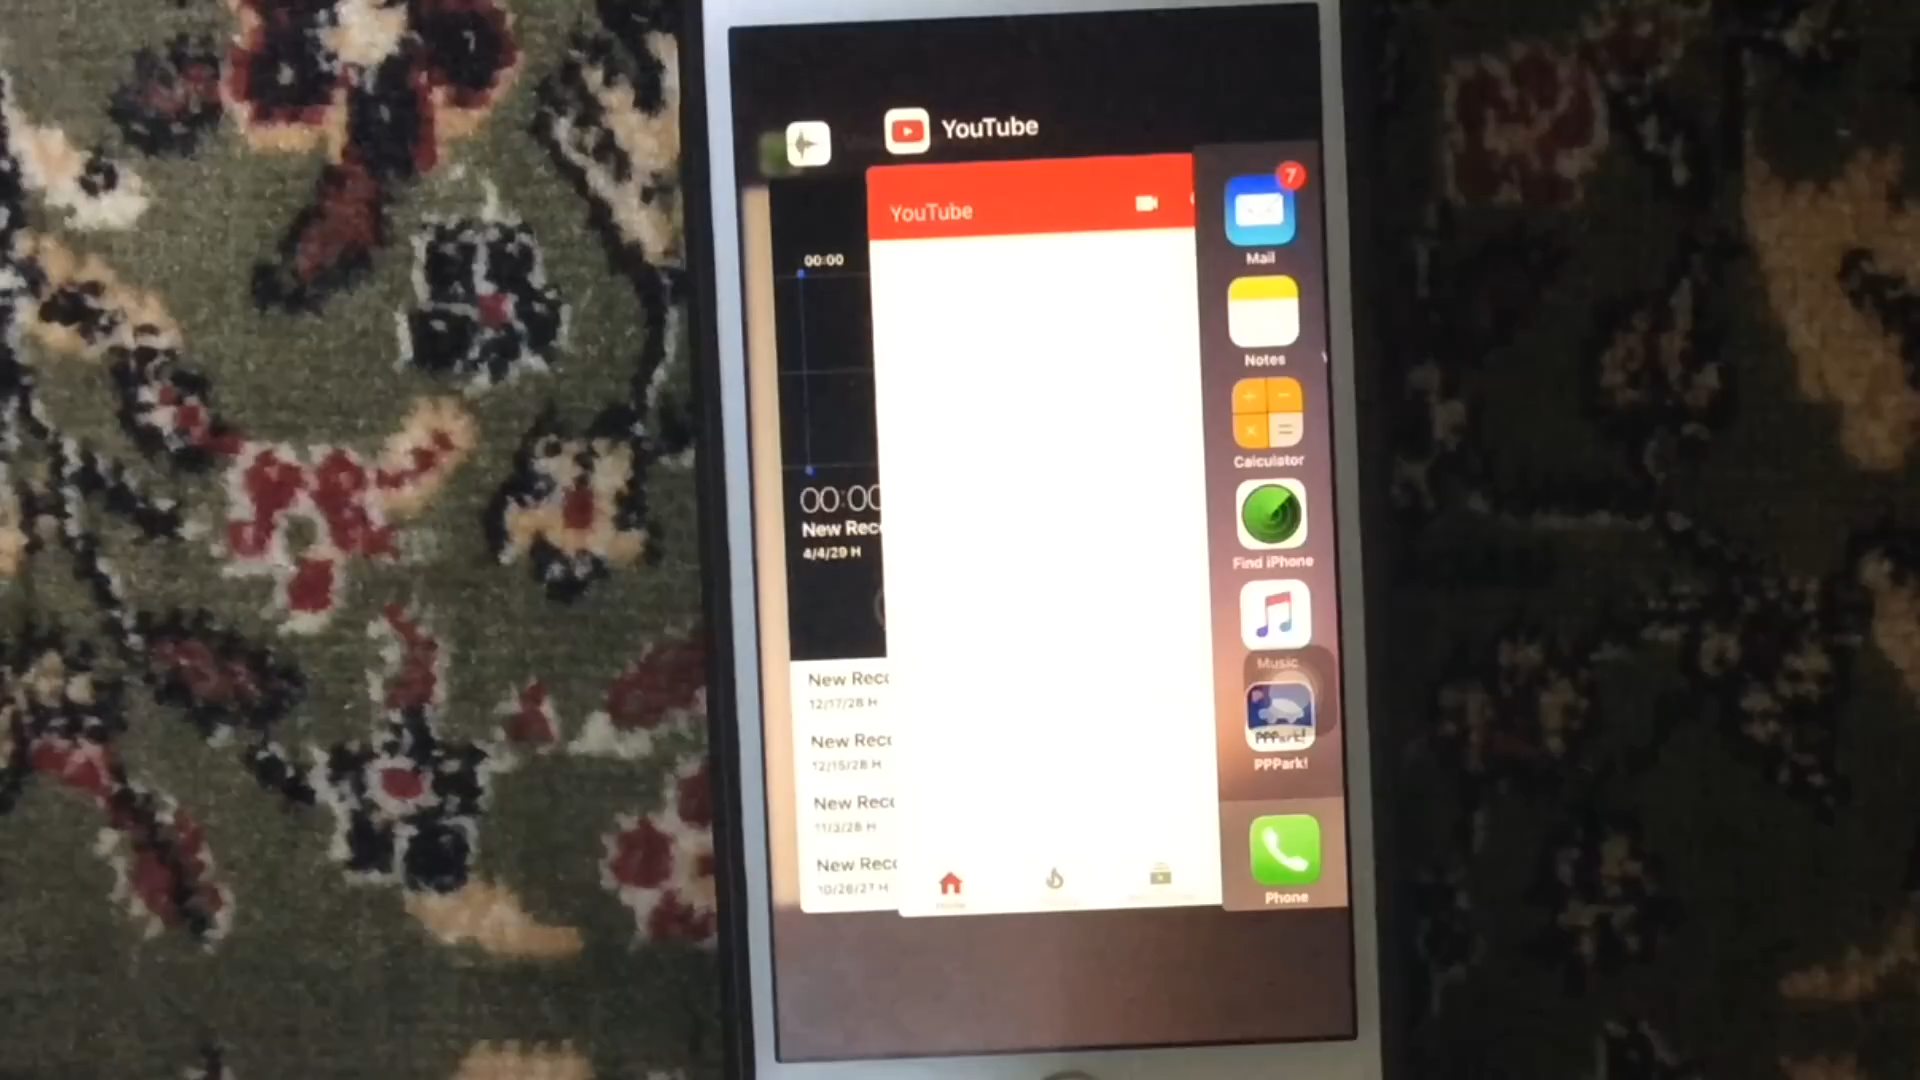 YouTube
YouTube
00:00
00:00
New Reco
4/4/29 H
New Reco
12/17/28 H
New Reco
12/15/28 H
New Reco
11/3/28 H
New Reco
10/26/27 H
Home
7
Mail
Notes
Calculator
Find iPhone
Music
PPPark!
PPPark!
Phone